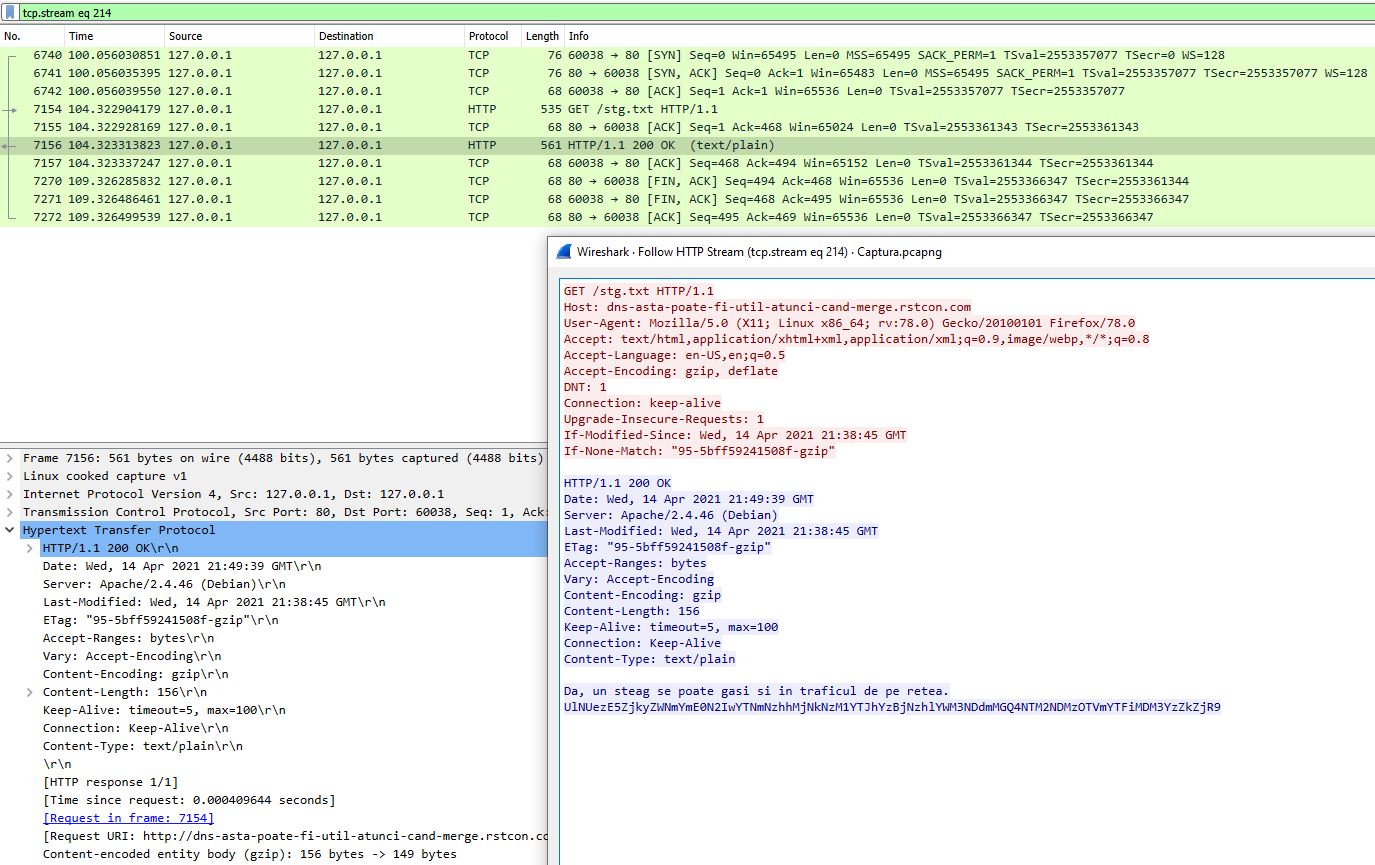 tcp.stream eq 214
No. Time Source Destination Protocol Length Info
6740 100.056030851 127.0.0.1 127.0.0.1 TCP 76 60038 → 80 [SYN] Seq=0 Win=65495 Len=0 MSS=65495 SACK_PERM=1 TSval=2553357077 TSecr=0 WS=128
6741 100.056035395 127.0.0.1 127.0.0.1 TCP 76 80 → 60038 [SYN, ACK] Seq=0 Ack=1 Win=65483 Len=0 MSS=65495 SACK_PERM=1 TSval=2553357077 TSecr=2553357077 WS=128
6742 100.056039550 127.0.0.1 127.0.0.1 TCP 68 60038 → 80 [ACK] Seq=1 Ack=1 Win=65536 Len=0 TSval=2553357077 TSecr=2553357077
7154 104.322904179 127.0.0.1 127.0.0.1 HTTP 535 GET /stg.txt HTTP/1.1
7155 104.322928169 127.0.0.1 127.0.0.1 TCP 68 80 → 60038 [ACK] Seq=1 Ack=468 Win=65024 Len=0 TSval=2553361343 TSecr=2553361343
7156 104.323313823 127.0.0.1 127.0.0.1 HTTP 561 HTTP/1.1 200 OK (text/plain)
7157 104.323337247 127.0.0.1 127.0.0.1 TCP 68 60038 → 80 [ACK] Seq=468 Ack=494 Win=65152 Len=0 TSval=2553361344 TSecr=2553361344
7270 109.326285832 127.0.0.1 127.0.0.1 TCP 68 80 → 60038 [FIN, ACK] Seq=494 Ack=468 Win=65536 Len=0 TSval=2553366347 TSecr=2553361344
7271 109.326486461 127.0.0.1 127.0.0.1 TCP 68 60038 → 80 [FIN, ACK] Seq=468 Ack=495 Win=65536 Len=0 TSval=2553366347 TSecr=2553366347
7272 109.326499539 127.0.0.1 127.0.0.1 TCP 68 80 → 60038 [ACK] Seq=495 Ack=469 Win=65536 Len=0 TSval=2553366347 TSecr=2553366347
Wireshark · Follow HTTP Stream (tcp.stream eq 214) · Captura.pcapng
GET /stg.txt HTTP/1.1
Host: dns-asta-poate-fi-util-atunci-cand-merge.rstcon.com
User-Agent: Mozilla/5.0 (X11; Linux x86_64; rv:78.0) Gecko/20100101 Firefox/78.0
Accept: text/html,application/xhtml+xml,application/xml;q=0.9,image/webp,*/*;q=0.8
Accept-Language: en-US,en;q=0.5
Accept-Encoding: gzip, deflate
DNT: 1
Connection: keep-alive
Upgrade-Insecure-Requests: 1
If-Modified-Since: Wed, 14 Apr 2021 21:38:45 GMT
If-None-Match: "95-5bff59241508f-gzip"
HTTP/1.1 200 OK
Date: Wed, 14 Apr 2021 21:49:39 GMT
Server: Apache/2.4.46 (Debian)
Last-Modified: Wed, 14 Apr 2021 21:38:45 GMT
ETag: "95-5bff59241508f-gzip"
Accept-Ranges: bytes
Vary: Accept-Encoding
Content-Encoding: gzip
Content-Length: 156
Keep-Alive: timeout=5, max=100
Connection: Keep-Alive
Content-Type: text/plain
Da, un steag se poate gasi si in traficul de pe retea.
UlNUezE5ZjkyZWNmYmE0N2IwYTNmNzhhMjNkNzM1YTJhYzBjNzhlYWM3NDdmMGQ4NTM2NDMzOTVmYTFiMDM3YzZkZjR9
Frame 7156: 561 bytes on wire (4488 bits), 561 bytes captured (4488 bits)
Linux cooked capture v1
Internet Protocol Version 4, Src: 127.0.0.1, Dst: 127.0.0.1
Transmission Control Protocol, Src Port: 80, Dst Port: 60038, Seq: 1, Ack:
Hypertext Transfer Protocol
HTTP/1.1 200 OK\r\n
Date: Wed, 14 Apr 2021 21:49:39 GMT\r\n
Server: Apache/2.4.46 (Debian)\r\n
Last-Modified: Wed, 14 Apr 2021 21:38:45 GMT\r\n
ETag: "95-5bff59241508f-gzip"\r\n
Accept-Ranges: bytes\r\n
Vary: Accept-Encoding\r\n
Content-Encoding: gzip\r\n
Content-Length: 156\r\n
Keep-Alive: timeout=5, max=100\r\n
Connection: Keep-Alive\r\n
Content-Type: text/plain\r\n
\r\n
[HTTP response 1/1]
[Time since request: 0.000409644 seconds]
[Request in frame: 7154]
[Request URI: http://dns-asta-poate-fi-util-atunci-cand-merge.rstcon.co
Content-encoded entity body (gzip): 156 bytes -> 149 bytes